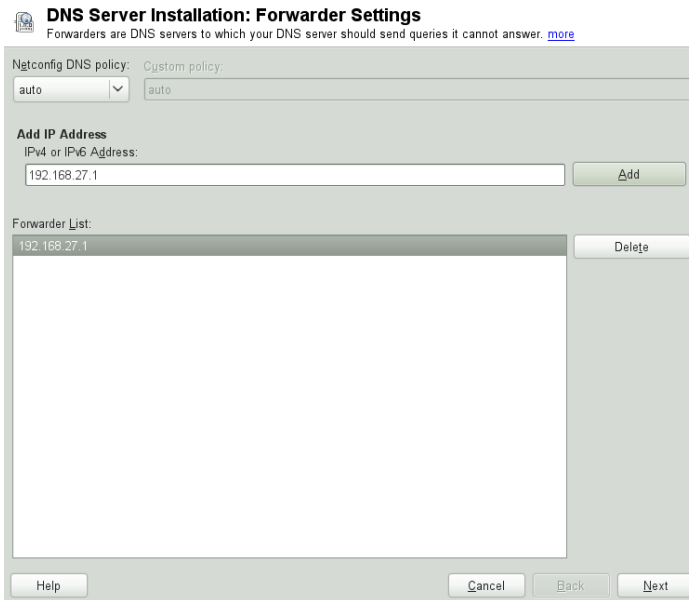 DNS Server Installation: Forwarder Settings
Forwarders are DNS servers to which your DNS server should send queries it cannot answer. more
Netconfig DNS policy: Custom policy:
auto auto
Add IP Address
IPv4 or IPv6 Address:
192.168.27.1 Add
Forwarder List:
192.168.27.1 Delete
Help Cancel Back Next